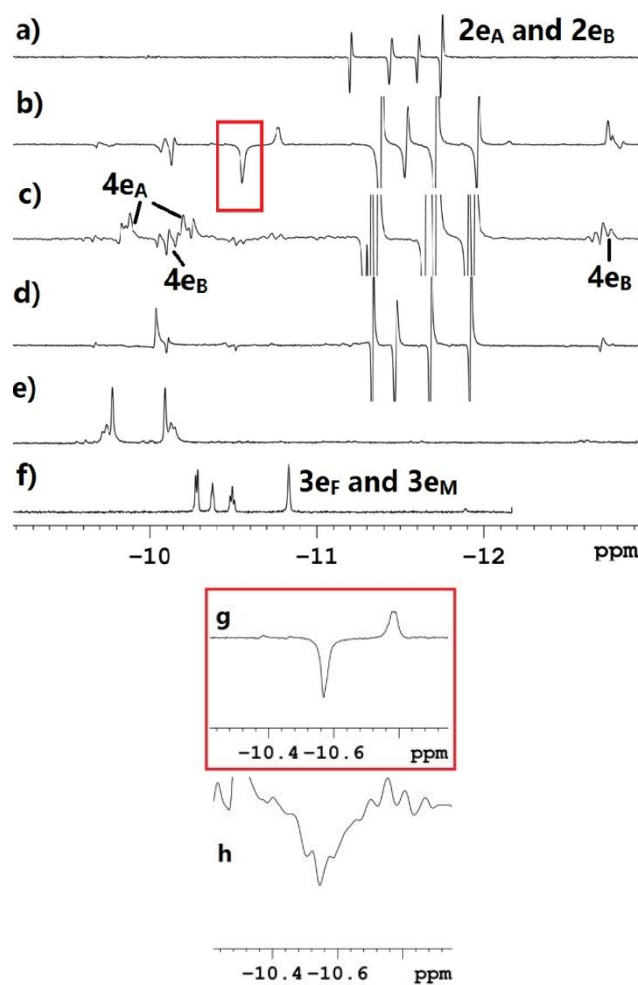 a)
2eA and 2eB
b)
c)
4eA
4eB
4eB
d)
e)
f)
3eF and 3eM
−10 −11 −12 ppm
g
−10.4 −10.6 ppm
h
−10.4 −10.6 ppm